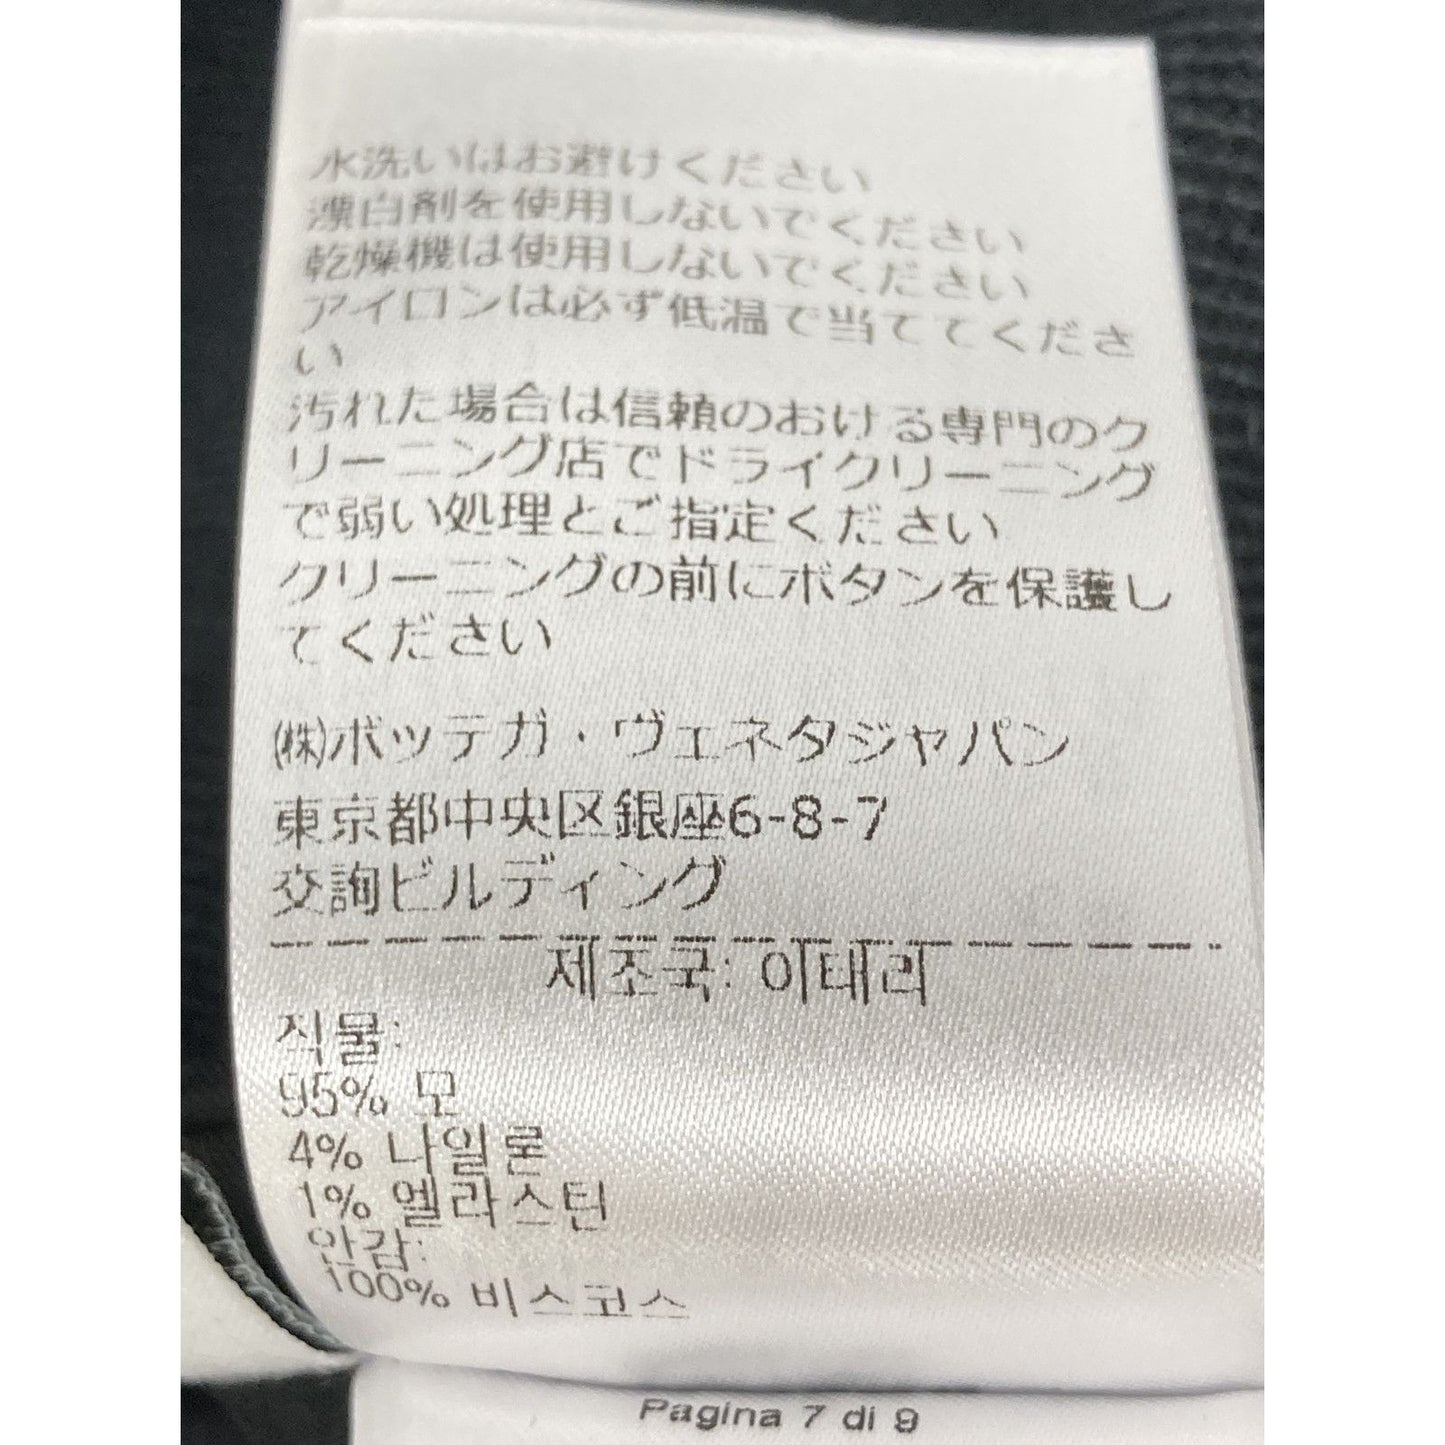 水洗いはお避けください
漂白剤を使用しないでください
乾燥機は使用しないでください
アイロンは必ず低温で当ててくださ
い
汚れた場合は信頼のおける専門のク
リーニング店でドライクリーニング
で弱い処理とご指定ください
クリーニングの前にボタンを保護し
てください
㈱ボッテガ・ヴェネタジャパン
東京都中央区銀座6-8-7
交詢ビルディング
제조국: 이태리
직물:
95% 모
4% 나일론
1% 엘라스틴
안감:
100% 비스코스
Pagina 7 di 9